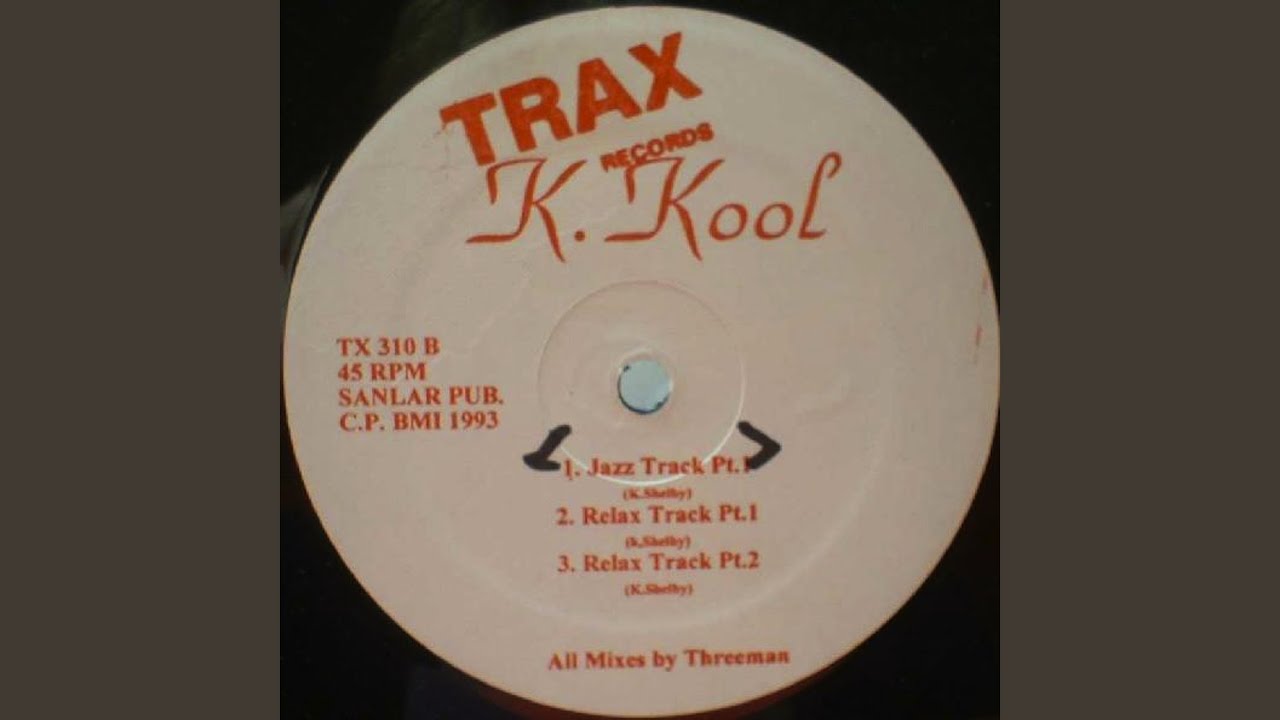 TRAX
RECORDS
K. Kool
TX 310 B
45 RPM
SANLAR PUB.
C.P. BMI 1993
1. Jazz Track Pt.1
(K.Shelby)
2. Relax Track Pt.1
(k.Shelby)
3. Relax Track Pt.2
(K.Shelby)
All Mixes by Threeman